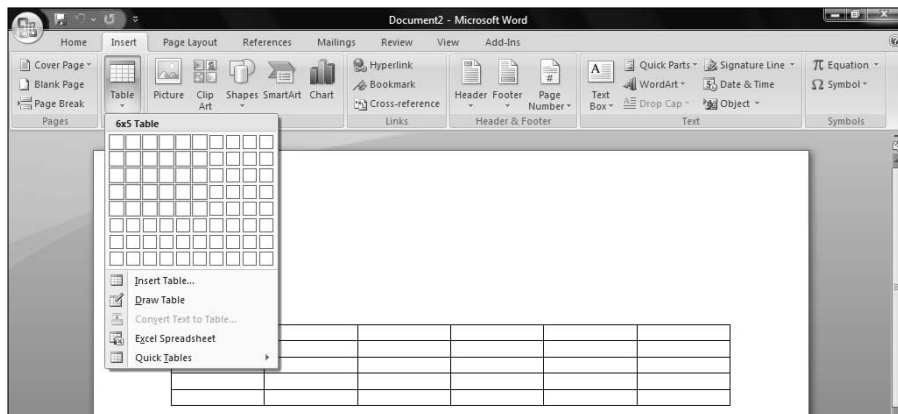 Document2 - Microsoft Word
Home Insert Page Layout References Mailings Review View Add-Ins
Cover Page
Blank Page
Page Break
Pages
Table
Picture
Clip
Art
Shapes
SmartArt
Chart
Hyperlink
Bookmark
Cross-reference
Links
Header
Footer
Page
Number
Header & Footer
A
Text
Box
Quick Parts
WordArt
Drop Cap
Signature Line
Date & Time
Object
Text
π Equation
Ω Symbol
Symbols
6x5 Table
Insert Table...
Draw Table
Convert Text to Table...
Excel Spreadsheet
Quick Tables